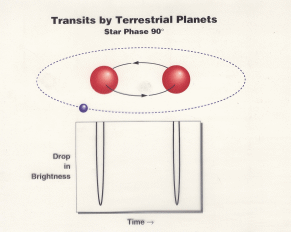 Transits by Terrestrial Planets
Star Phase 90°
Drop
in
Brightness
Time →